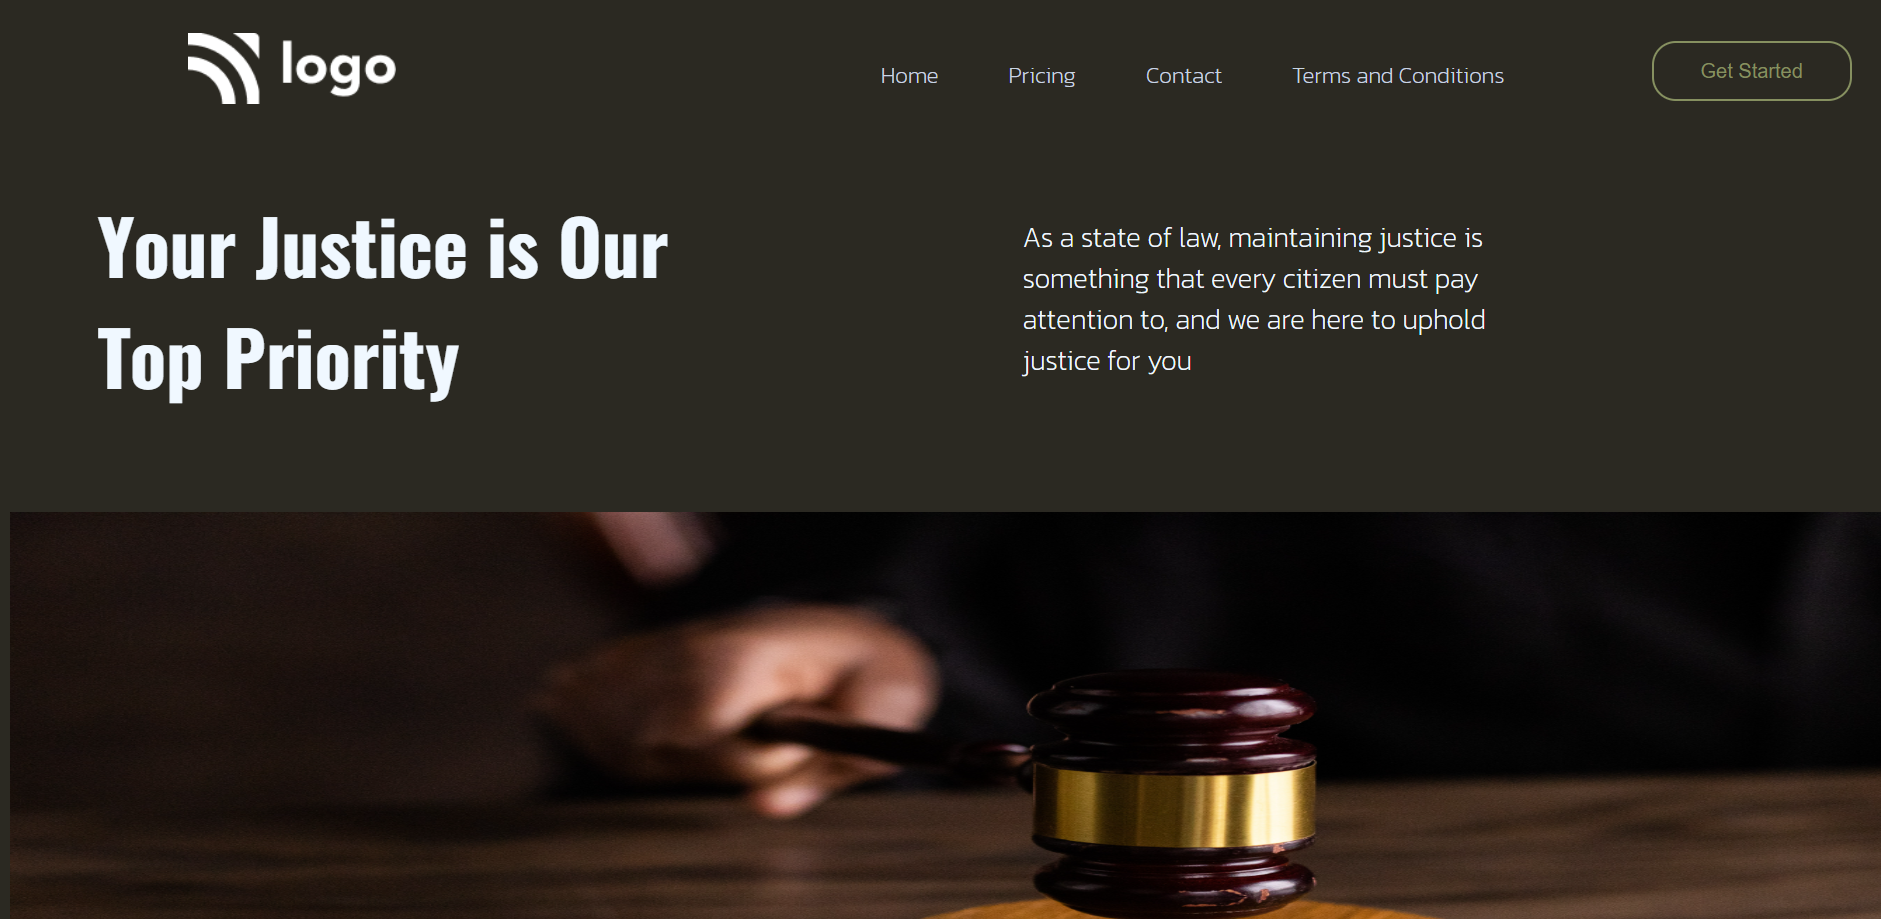 logo
Home
Pricing
Contact
Terms and Conditions
Get Started
Your Justice is Our
Top Priority
As a state of law, maintaining justice is
something that every citizen must pay
attention to, and we are here to uphold
justice for you